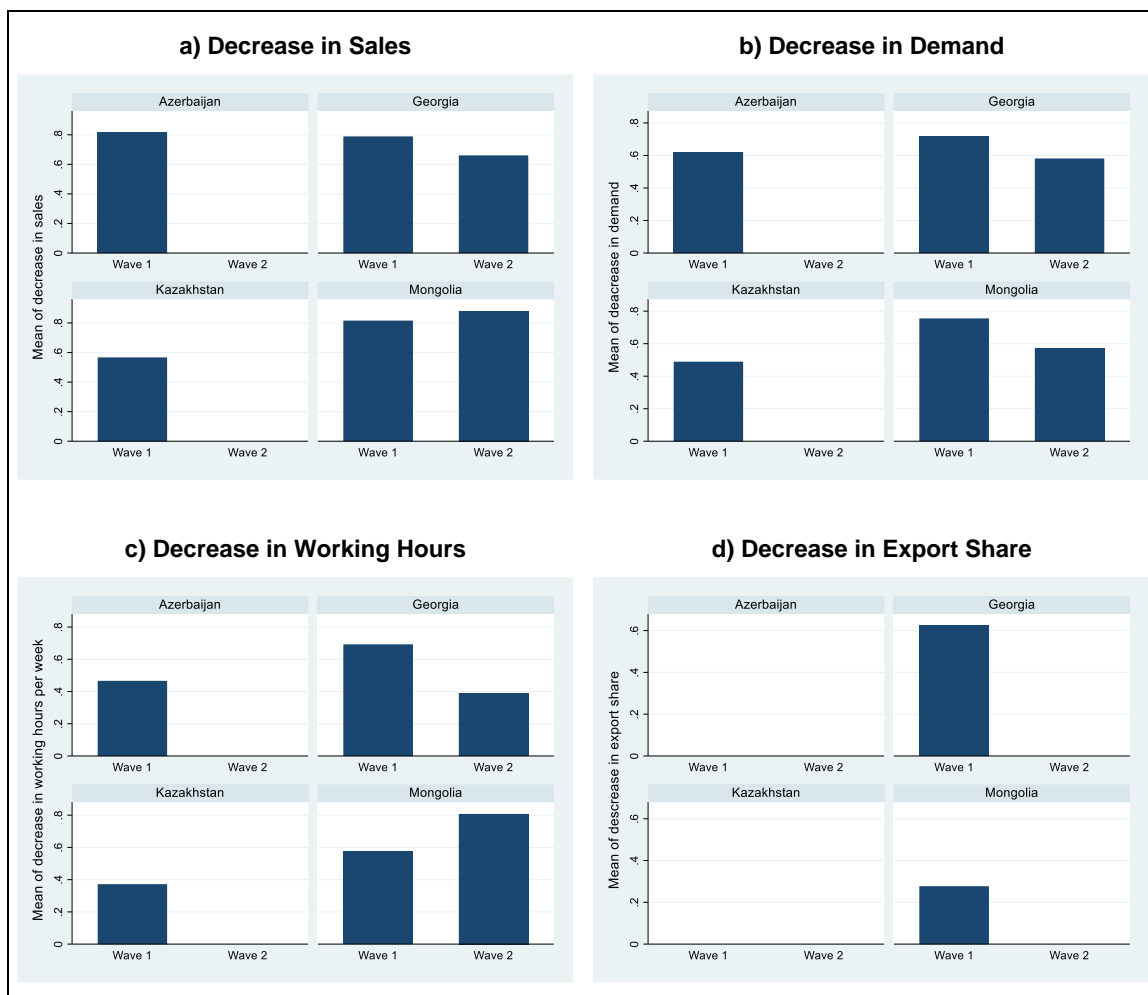 a) Decrease in Sales
Mean of decrease in sales
Azerbaijan
Georgia
0 .2 .4 .6 .8
Wave 1 Wave 2
Wave 1 Wave 2
Kazakhstan
Mongolia
0 .2 .4 .6 .8
Wave 1 Wave 2
Wave 1 Wave 2
b) Decrease in Demand
Mean of deacrease in demand
Azerbaijan
Georgia
0 .2 .4 .6 .8
Wave 1 Wave 2
Wave 1 Wave 2
Kazakhstan
Mongolia
0 .2 .4 .6 .8
Wave 1 Wave 2
Wave 1 Wave 2
c) Decrease in Working Hours
Mean of decrease in working hours per week
Azerbaijan
Georgia
0 .2 .4 .6 .8
Wave 1 Wave 2
Wave 1 Wave 2
Kazakhstan
Mongolia
0 .2 .4 .6 .8
Wave 1 Wave 2
Wave 1 Wave 2
d) Decrease in Export Share
Mean of descrease in export share
Azerbaijan
Georgia
0 .2 .4 .6
Wave 1 Wave 2
Wave 1 Wave 2
Kazakhstan
Mongolia
0 .2 .4 .6
Wave 1 Wave 2
Wave 1 Wave 2